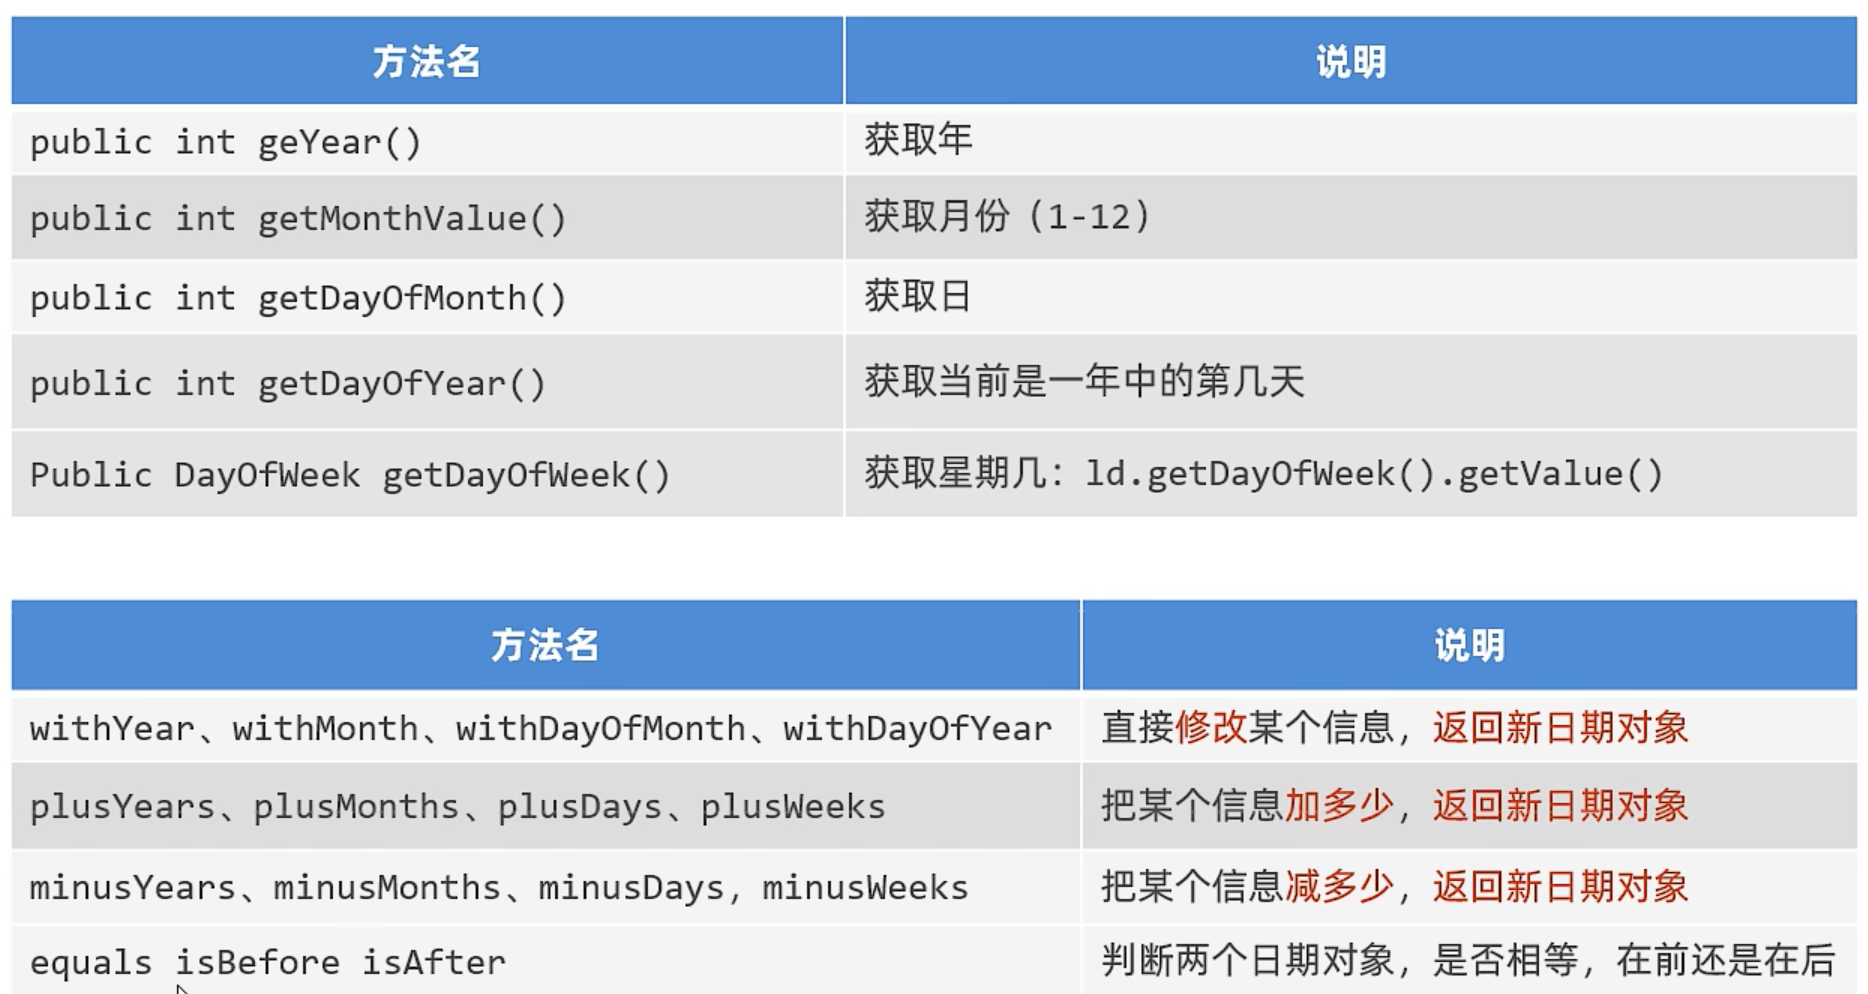 方法名 说明
public int geYear() 获取年
public int getMonthValue() 获取月份（1-12）
public int getDayOfMonth() 获取日
public int getDayOfYear() 获取当前是一年中的第几天
Public DayOfWeek getDayOfWeek() 获取星期几：ld.getDayOfWeek().getValue()
方法名 说明
withYear、withMonth、withDayOfMonth、withDayOfYear 直接修改某个信息，返回新日期对象
plusYears、plusMonths、plusDays、plusWeeks 把某个信息加多少，返回新日期对象
minusYears、minusMonths、minusDays, minusWeeks 把某个信息减多少，返回新日期对象
equals isBefore isAfter 判断两个日期对象，是否相等，在前还是在后